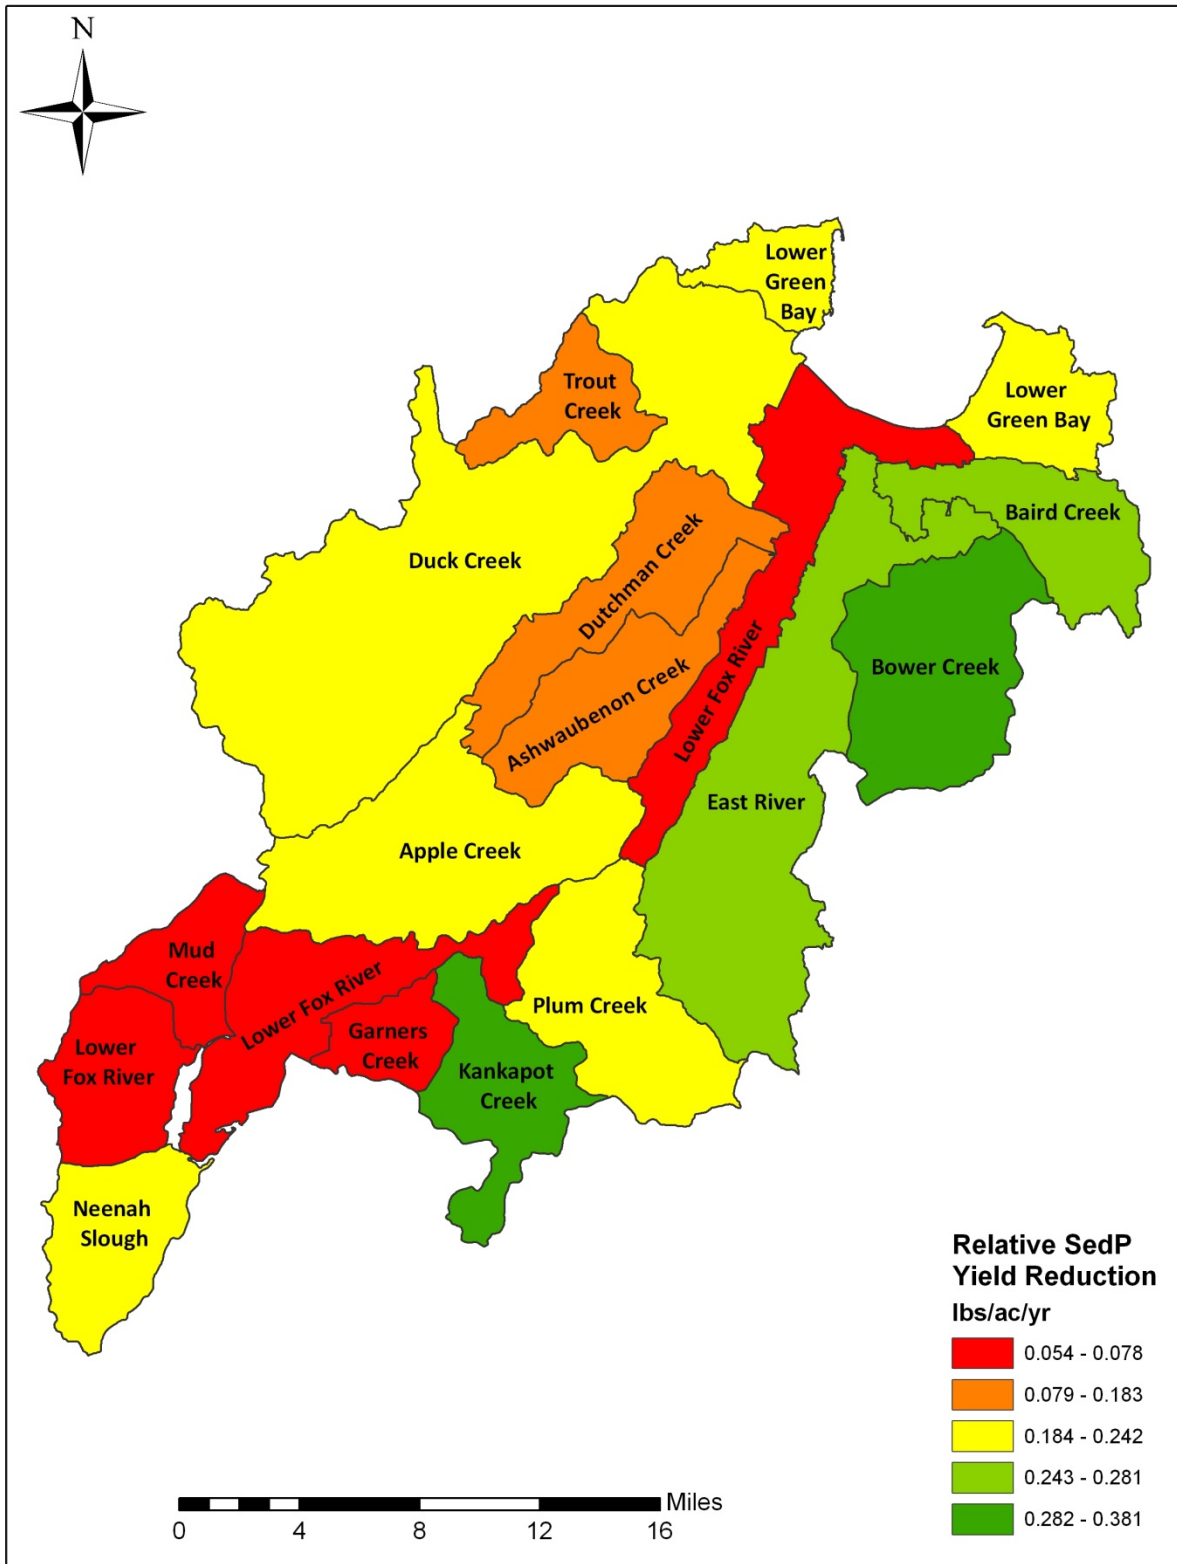 N
Lower
Green
Bay
Trout
Creek
Lower
Green Bay
Baird Creek
Duck Creek
Dutchman Creek
Bower Creek
Ashwaubenon Creek
Lower Fox River
East River
Apple Creek
Mud
Creek
Lower Fox River
Plum Creek
Garners
Creek
Lower
Fox River
Kankapot
Creek
Neenah
Slough
Relative SedP
Yield Reduction
lbs/ac/yr
0.054 - 0.078
0.079 - 0.183
0.184 - 0.242
0.243 - 0.281
0.282 - 0.381
Miles
0 4 8 12 16